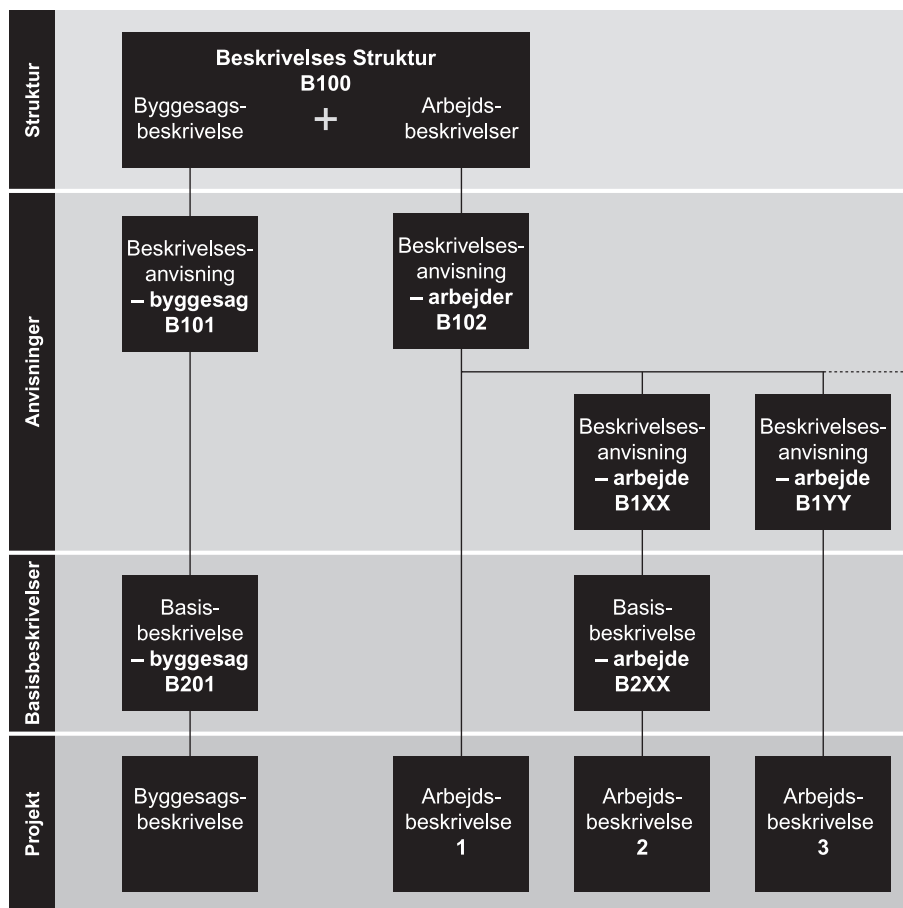 Struktur
Beskrivelses Struktur
B100
Byggesags-
beskrivelse
+
Arbejds-
beskrivelser
Anvisninger
Beskrivelses-
anvisning
– byggesag
B101
Beskrivelses-
anvisning
– arbejder
B102
Beskrivelses-
anvisning
– arbejde
B1XX
Beskrivelses-
anvisning
– arbejde
B1YY
Basisbeskrivelser
Basis-
beskrivelse
– byggesag
B201
Basis-
beskrivelse
– arbejde
B2XX
Projekt
Byggesags-
beskrivelse
Arbejds-
beskrivelse
1
Arbejds-
beskrivelse
2
Arbejds-
beskrivelse
3